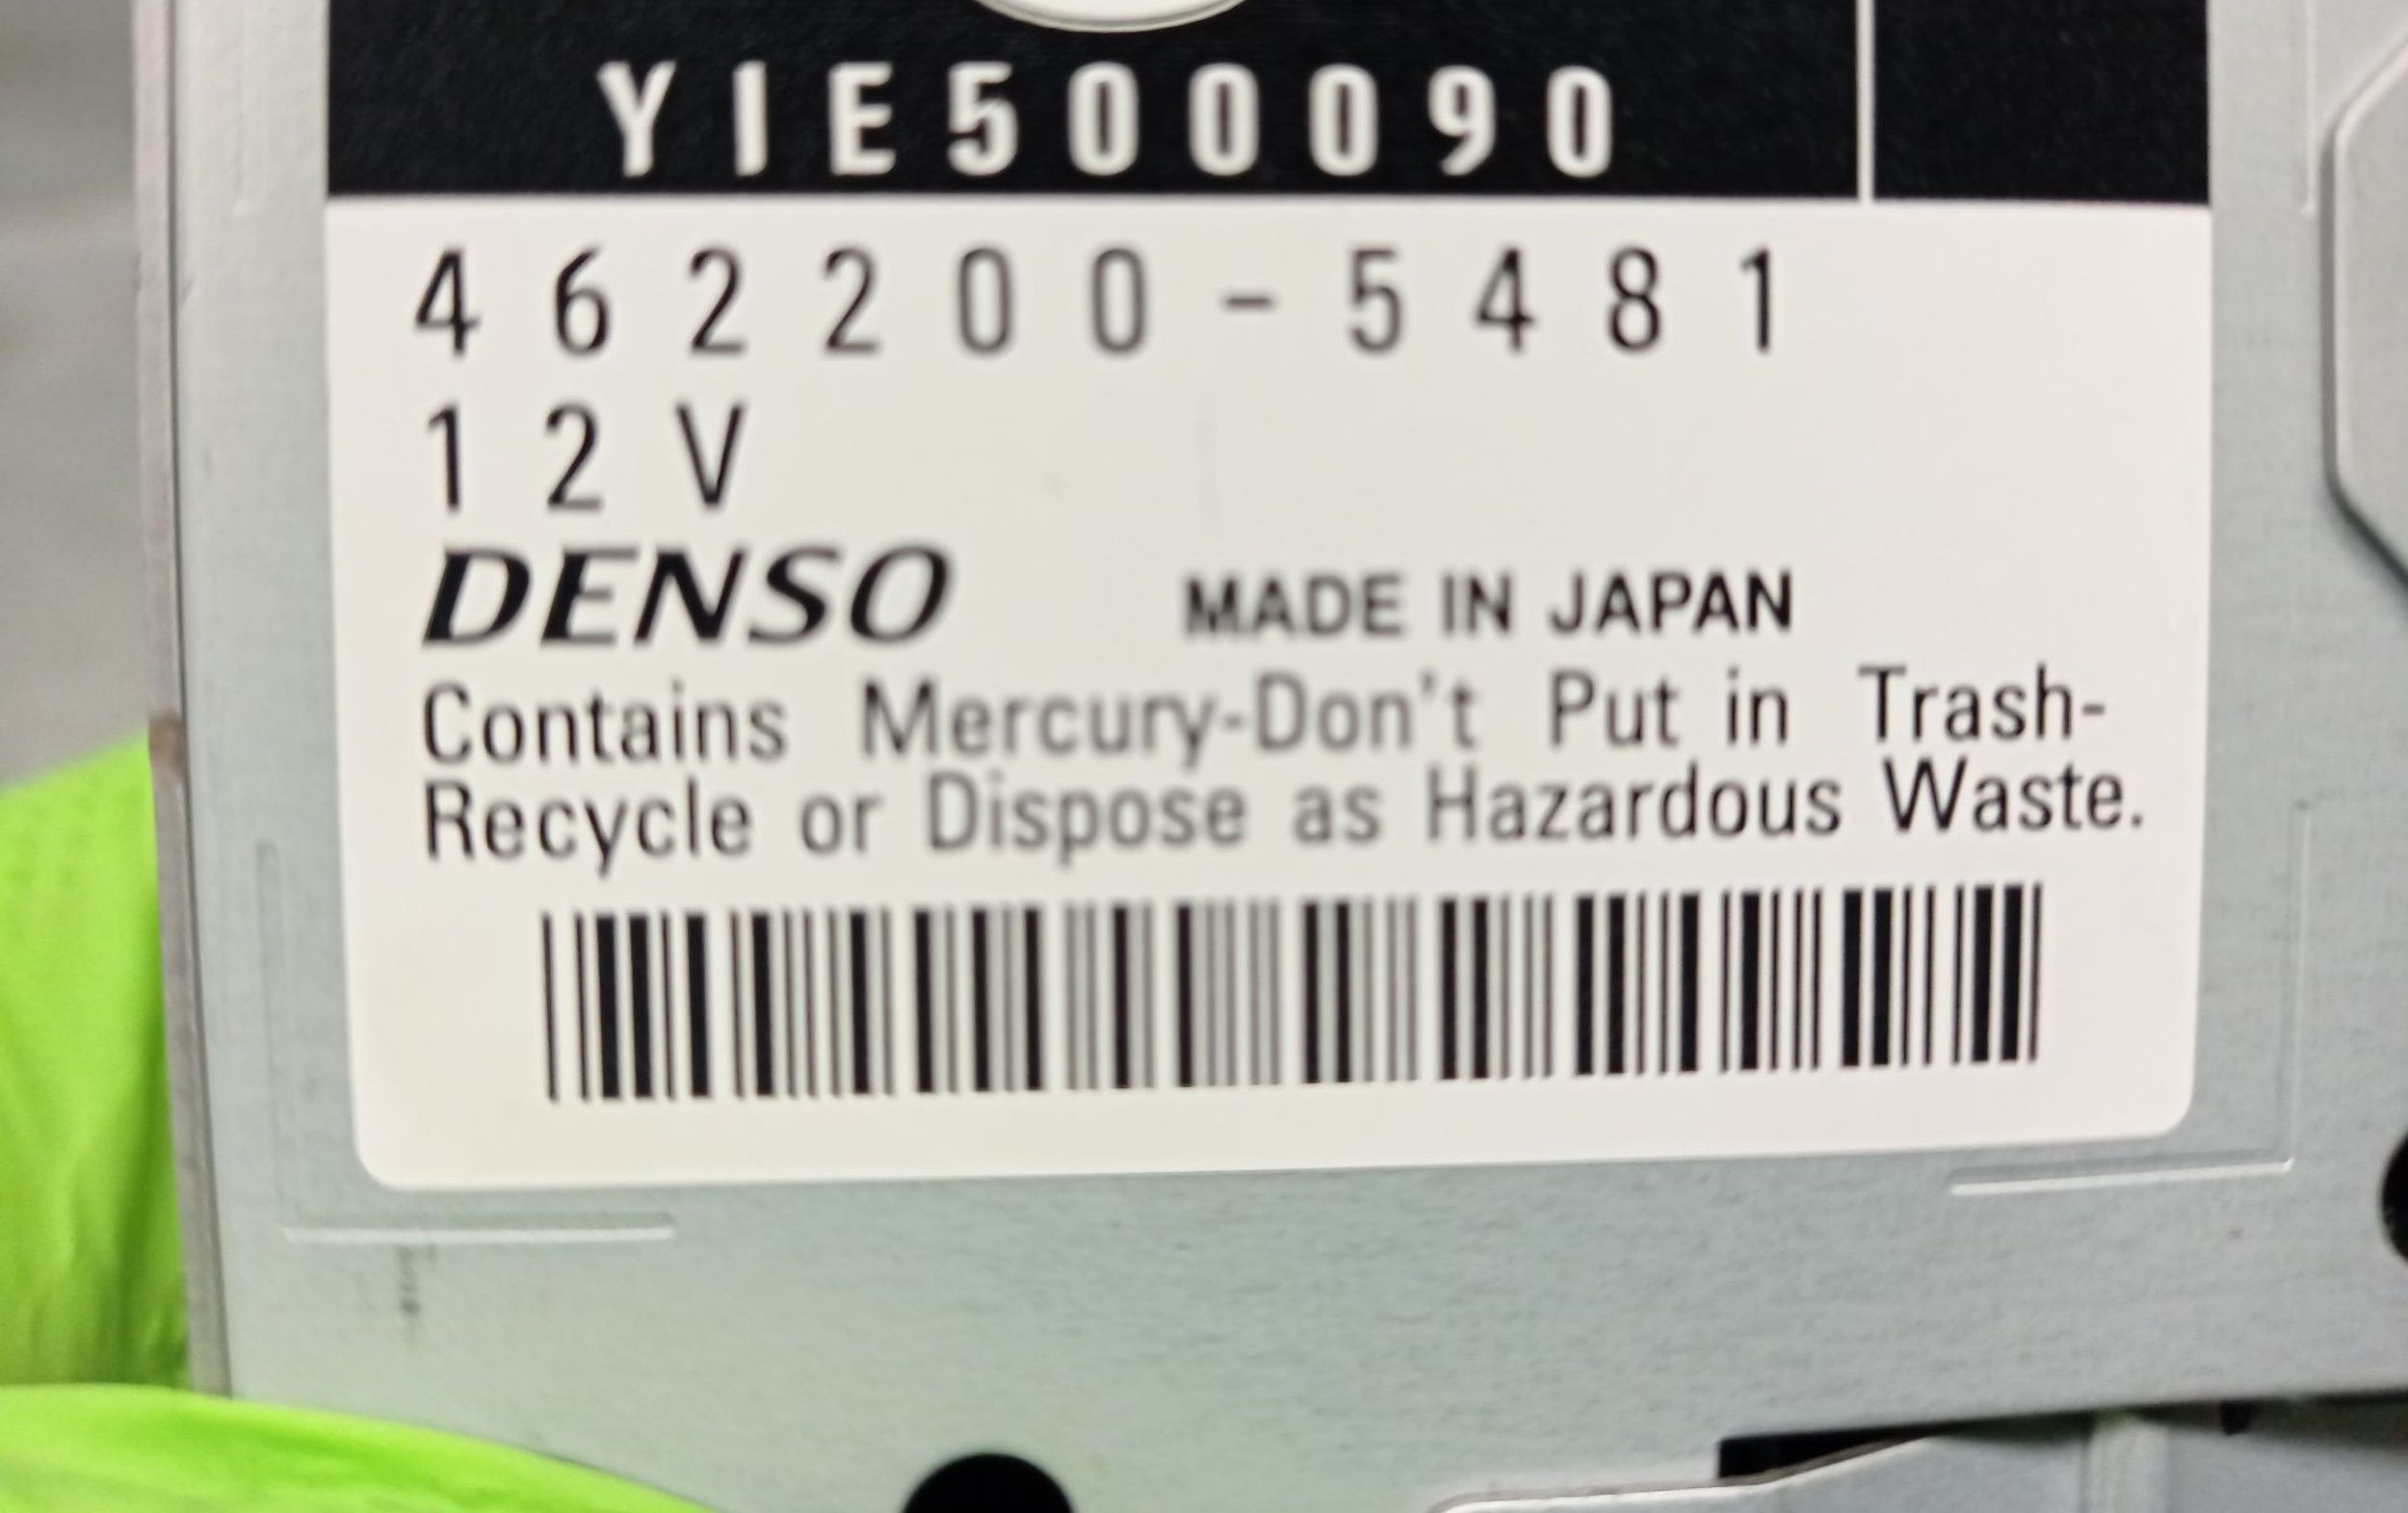 YIE500090
462200-5481
12V
DENSO MADE IN JAPAN
Contains Mercury-Don't Put in Trash-
Recycle or Dispose as Hazardous Waste.